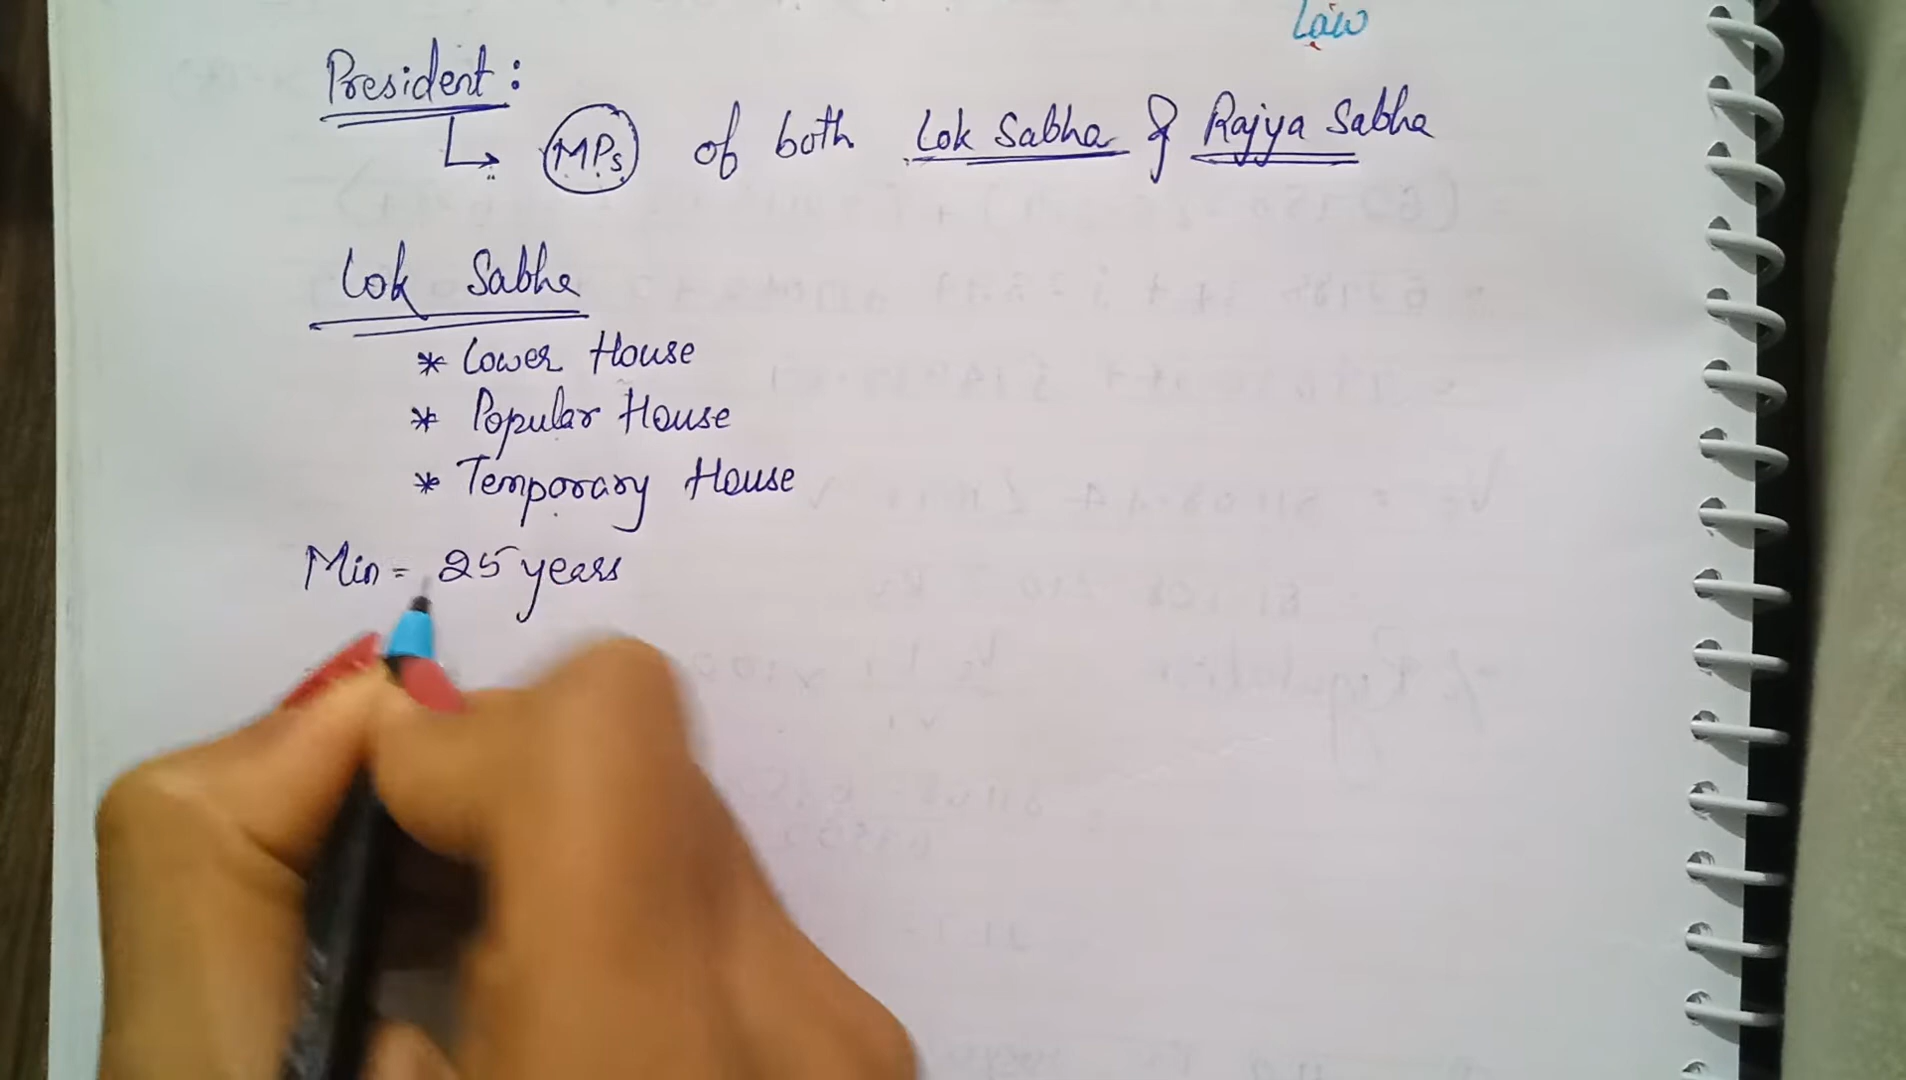 Law
President:
MPs of both Lok Sabha & Rajya Sabha
Lok Sabha
* Lower House
* Popular House
* Temporary House
Min = 25 years